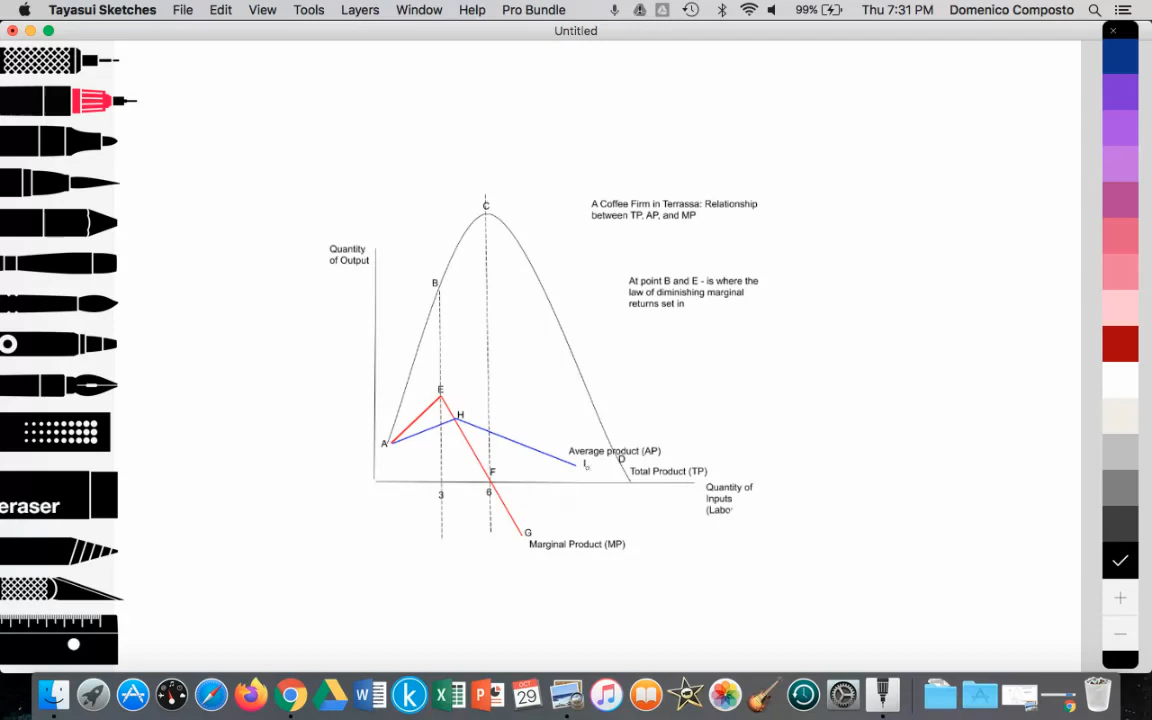 Tayasui Sketches File Edit View Tools Layers Window Help Pro Bundle 99% Thu 7:31 PM Domenico Composto
Untitled
C
A Coffee Firm in Terrassa: Relationship
between TP, AP, and MP
Quantity
of Output
B
At point B and E - is where the
law of diminishing marginal
returns set in
E
H
A
Average product (AP)
D
I
F
Total Product (TP)
3
6
Quantity of
Inputs
(Labo
G
Marginal Product (MP)
eraser
OCT
29